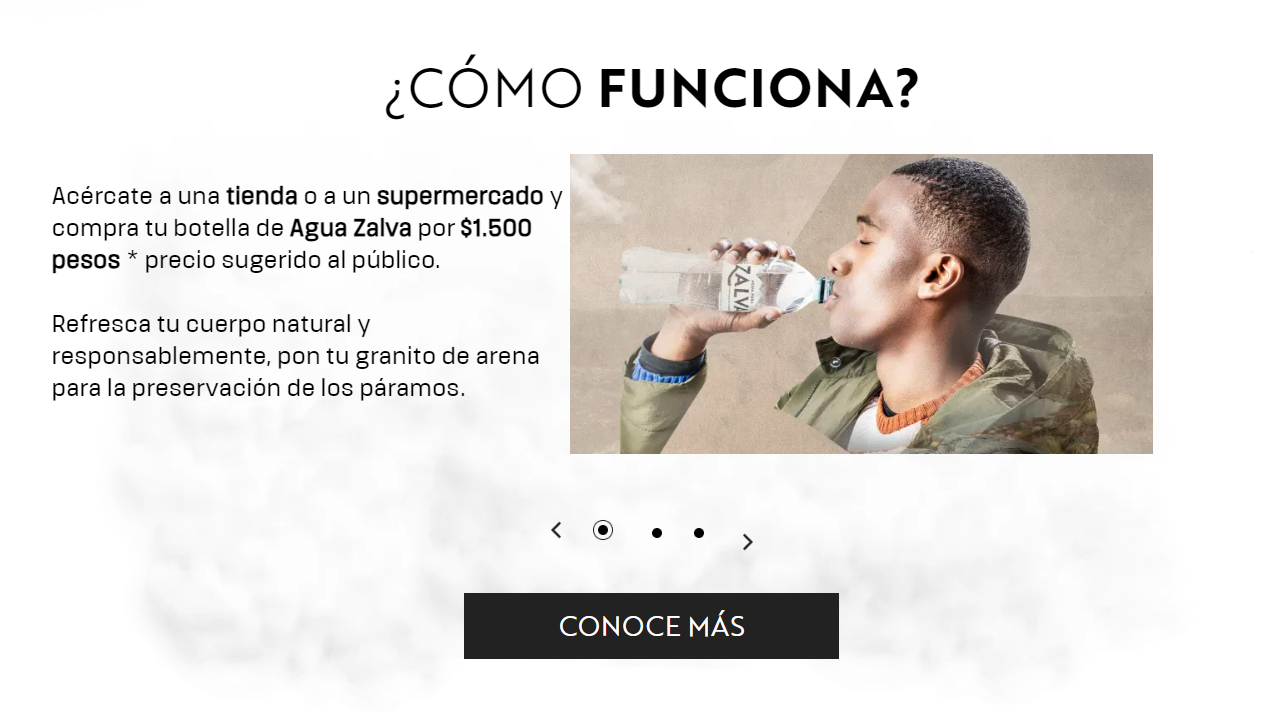 ¿CÓMO FUNCIONA?
Acércate a una tienda o a un supermercado y
compra tu botella de Agua Zalva por $1.500
pesos * precio sugerido al público.
Refresca tu cuerpo natural y
responsablemente, pon tu granito de arena
para la preservación de los páramos.
ZALVA
CONOCE MÁS